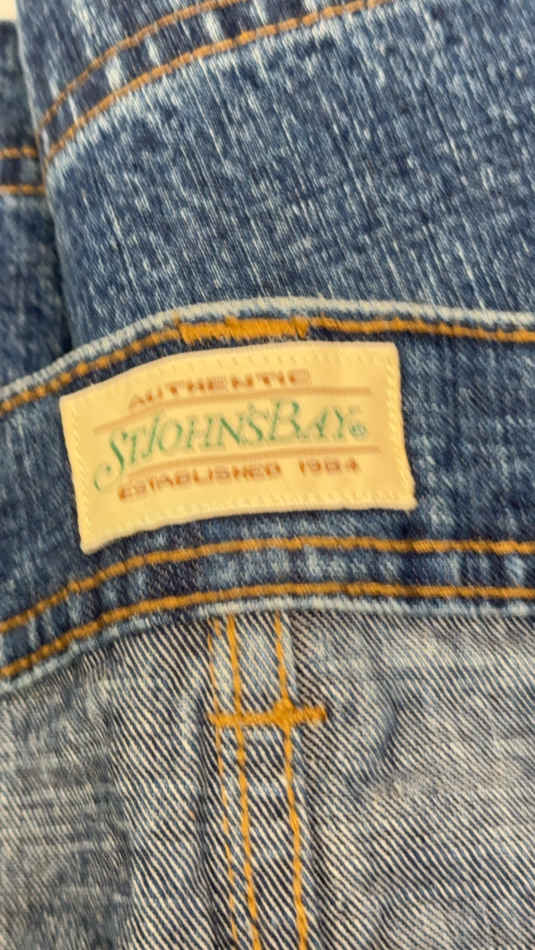 AUTHENTIC
ST JOHN'S BAY®
ESTABLISHED 1984